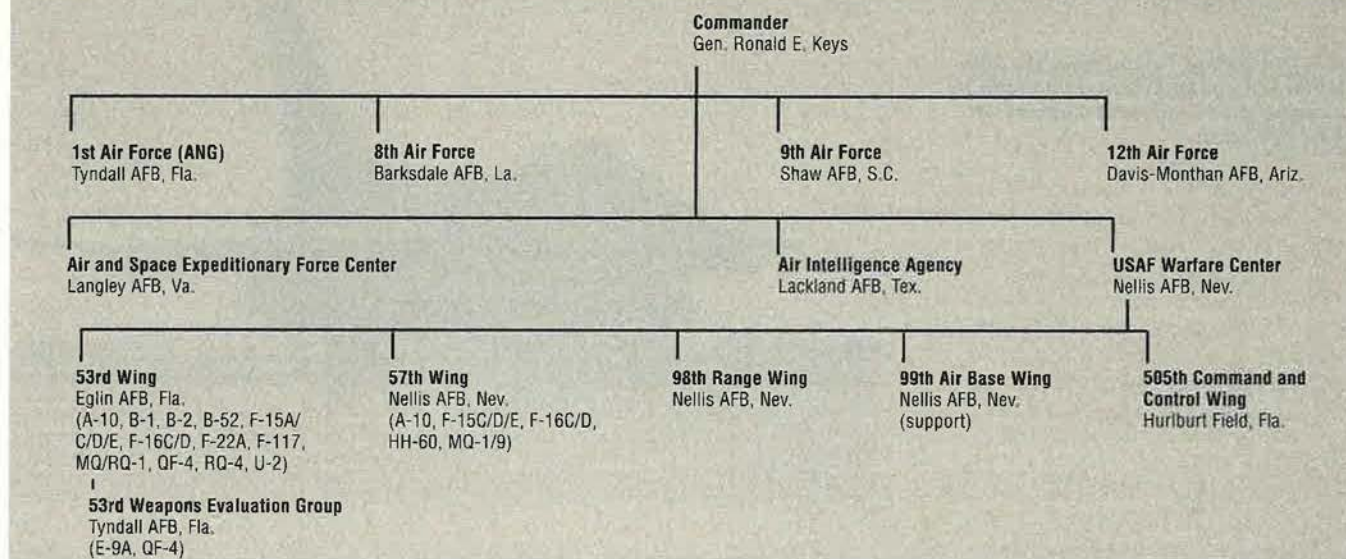 Commander
Gen. Ronald E. Keys
1st Air Force (ANG)
Tyndall AFB, Fla.
8th Air Force
Barksdale AFB, La.
9th Air Force
Shaw AFB, S.C.
12th Air Force
Davis-Monthan AFB, Ariz.
Air and Space Expeditionary Force Center
Langley AFB, Va.
Air Intelligence Agency
Lackland AFB, Tex.
USAF Warfare Center
Nellis AFB, Nev.
53rd Wing
Eglin AFB, Fla.
(A-10, B-1, B-2, B-52, F-15A/
C/D/E, F-16C/D, F-22A, F-117,
MQ/RQ-1, QF-4, RQ-4, U-2)
53rd Weapons Evaluation Group
Tyndall AFB, Fla.
(E-9A, QF-4)
57th Wing
Nellis AFB, Nev.
(A-10, F-15C/D/E, F-16C/D,
HH-60, MQ-1/9)
98th Range Wing
Nellis AFB, Nev.
99th Air Base Wing
Nellis AFB, Nev.
(support)
505th Command and
Control Wing
Hurlburt Field, Fla.